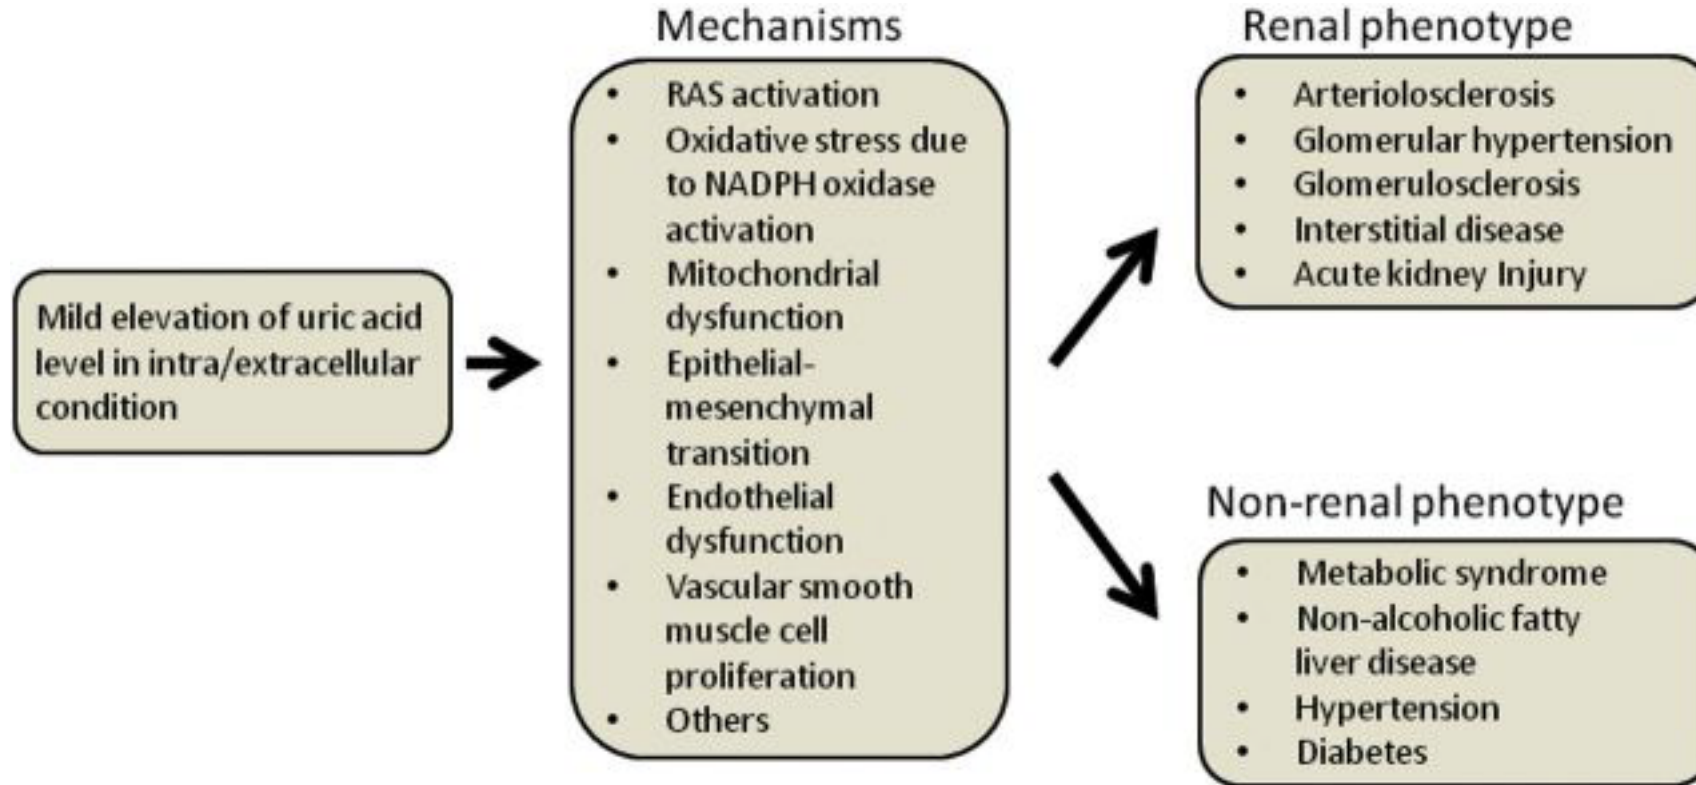 Mild elevation of uric acid
level in intra/extracellular
condition
Mechanisms
• RAS activation
• Oxidative stress due
to NADPH oxidase
activation
• Mitochondrial
dysfunction
• Epithelial-
mesenchymal
transition
• Endothelial
dysfunction
• Vascular smooth
muscle cell
proliferation
• Others
Renal phenotype
• Arteriolosclerosis
• Glomerular hypertension
• Glomerulosclerosis
• Interstitial disease
• Acute kidney Injury
Non-renal phenotype
• Metabolic syndrome
• Non-alcoholic fatty
liver disease
• Hypertension
• Diabetes